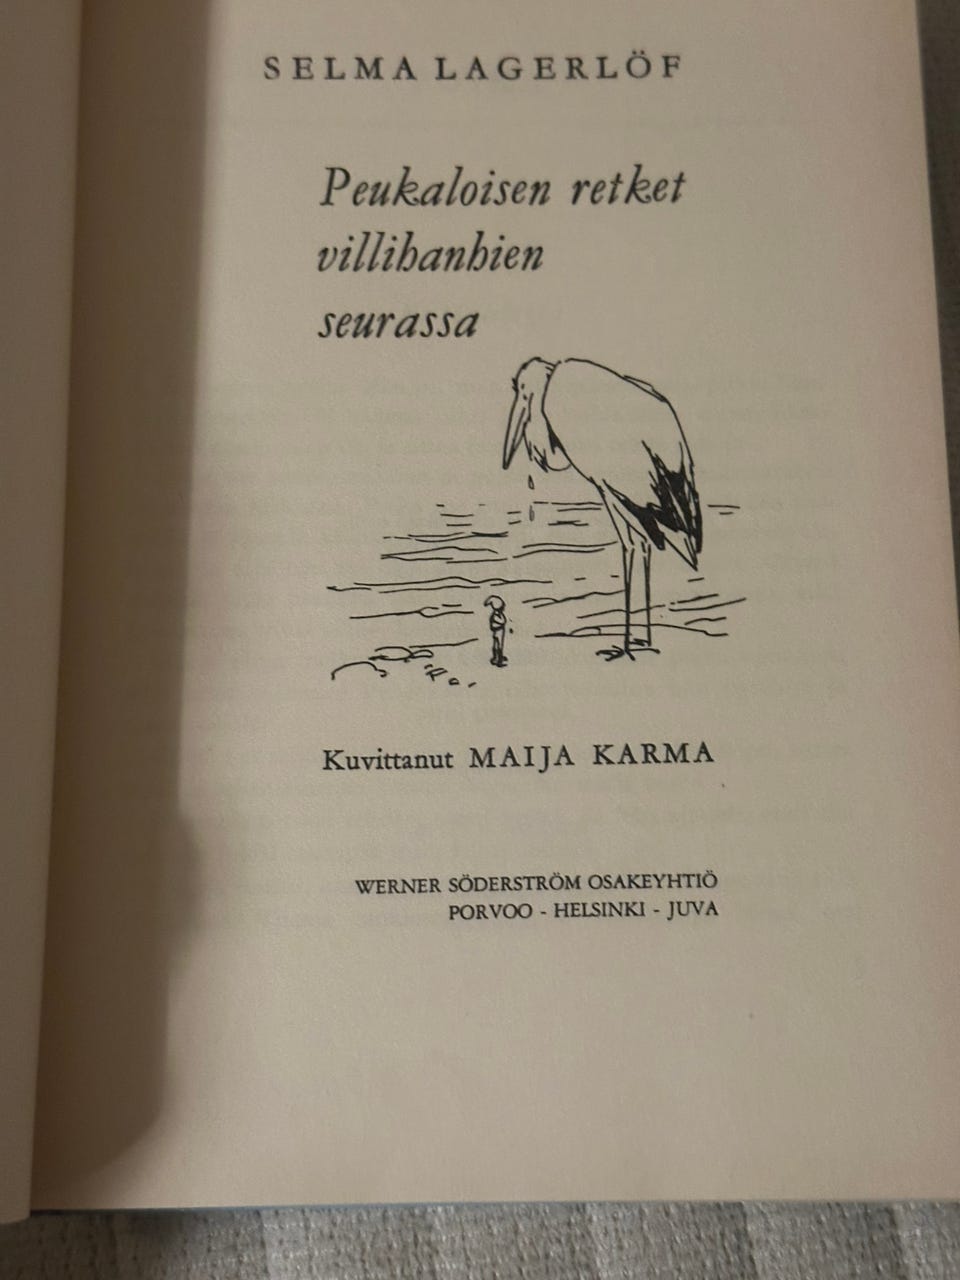 SELMA LAGERLÖF
Peukaloisen retket
villihanhien
seurassa
Kuvittanut MAIJA KARMA
WERNER SÖDERSTRÖM OSAKEYHTIÖ
PORVOO - HELSINKI - JUVA